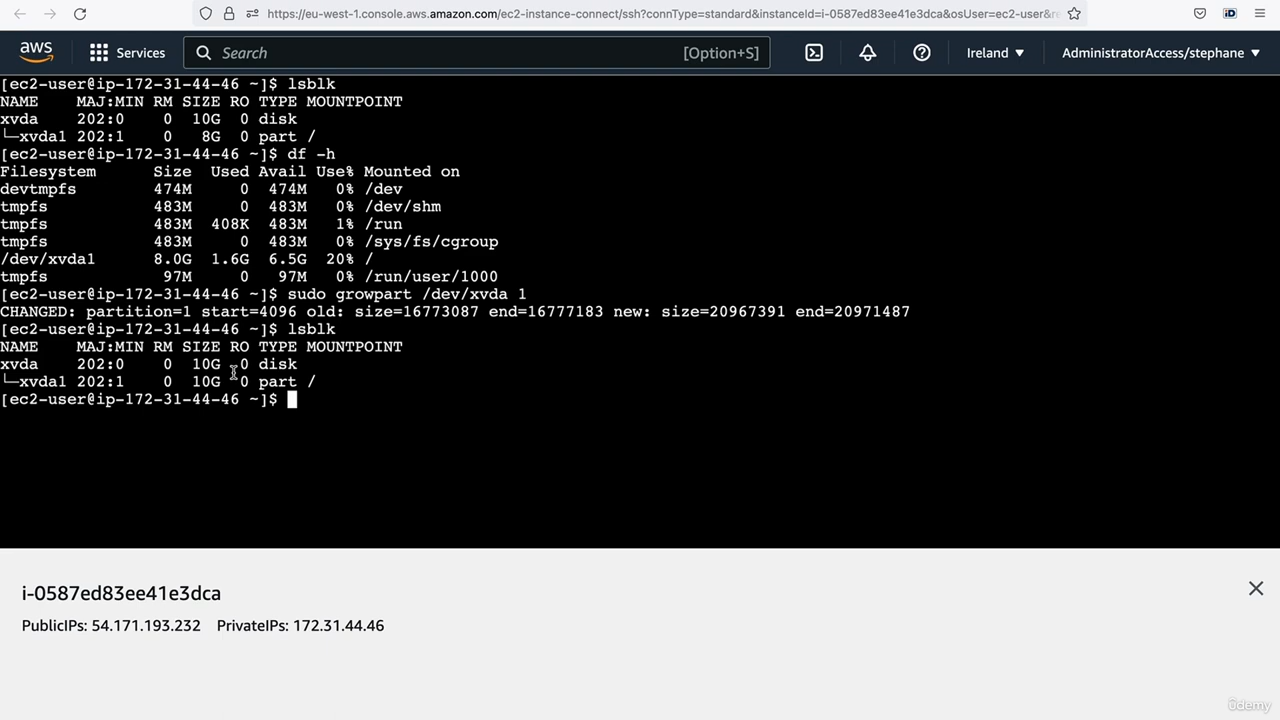 https://eu-west-1.console.aws.amazon.com/ec2-instance-connect/ssh?connType=standard&instanceId=i-0587ed83ee41e3dca&osUser=ec2-user&re
iD
aws Services Search [Option+S] Ireland AdministratorAccess/stephane
[ec2-user@ip-172-31-44-46 ~]$ lsblk
NAME    MAJ:MIN RM SIZE RO TYPE MOUNTPOINT
xvda    202:0    0  10G  0 disk
└─xvda1 202:1    0   8G  0 part /
[ec2-user@ip-172-31-44-46 ~]$ df -h
Filesystem      Size  Used Avail Use% Mounted on
devtmpfs        474M     0  474M   0% /dev
tmpfs           483M     0  483M   0% /dev/shm
tmpfs           483M  408K  483M   1% /run
tmpfs           483M     0  483M   0% /sys/fs/cgroup
/dev/xvda1      8.0G  1.6G  6.5G  20% /
tmpfs            97M     0   97M   0% /run/user/1000
[ec2-user@ip-172-31-44-46 ~]$ sudo growpart /dev/xvda 1
CHANGED: partition=1 start=4096 old: size=16773087 end=16777183 new: size=20967391 end=20971487
[ec2-user@ip-172-31-44-46 ~]$ lsblk
NAME    MAJ:MIN RM SIZE RO TYPE MOUNTPOINT
xvda    202:0    0  10G  0 disk
└─xvda1 202:1    0  10G  0 part /
[ec2-user@ip-172-31-44-46 ~]$
i-0587ed83ee41e3dca
PublicIPs: 54.171.193.232 PrivateIPs: 172.31.44.46
ûdemy